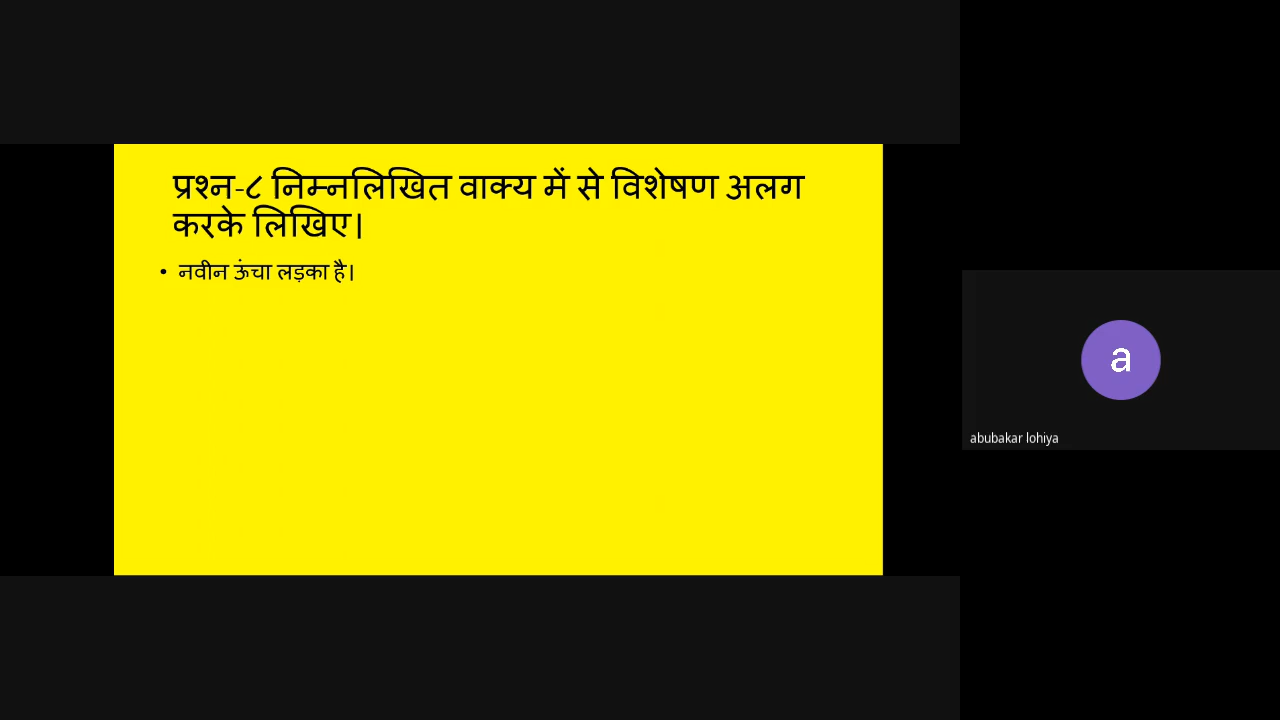 प्रश्न-८ निम्नलिखित वाक्य में से विशेषण अलग
करके लिखिए।
• नवीन ऊंचा लड़का है।
a
abubakar lohiya